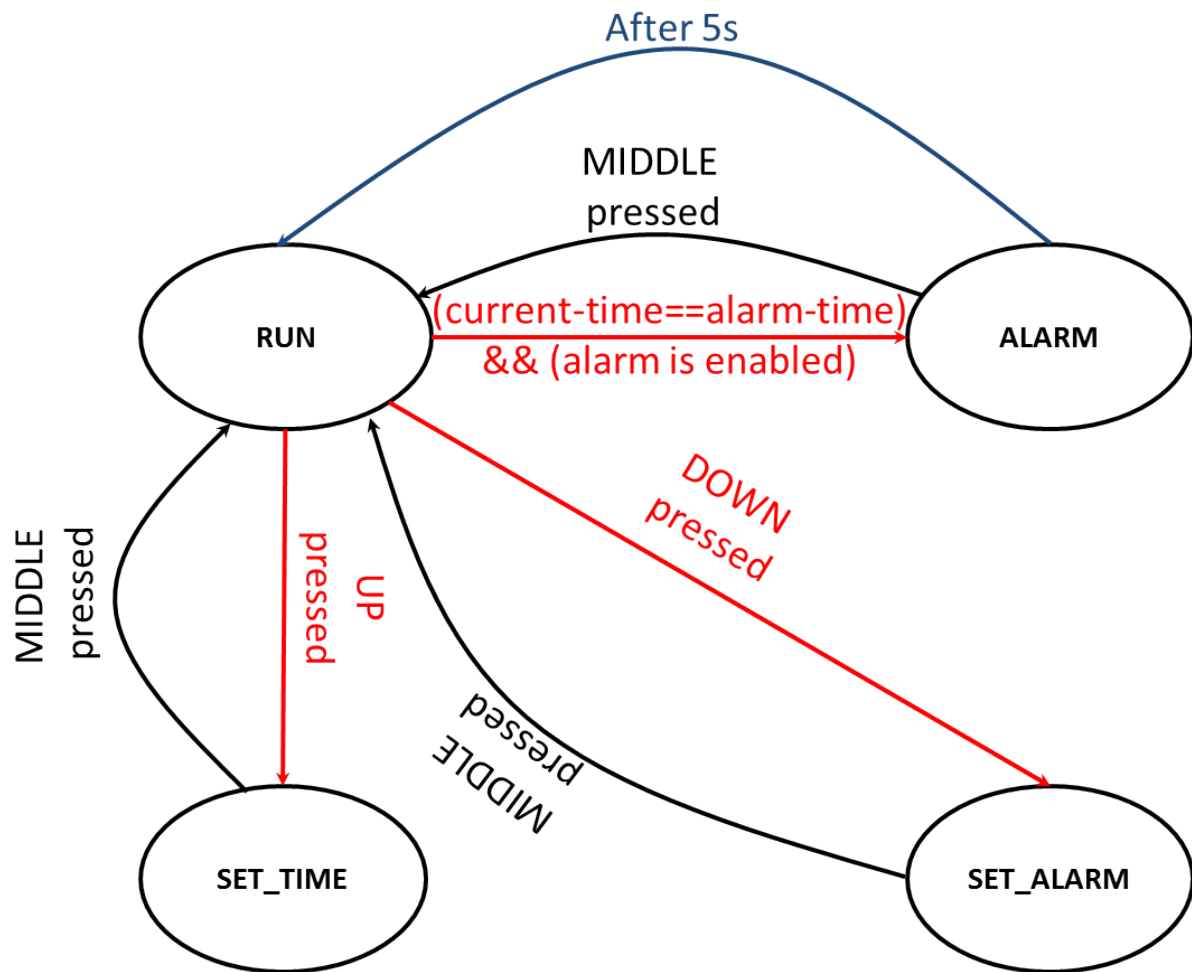 After 5s
MIDDLE
pressed
RUN
(current-time==alarm-time)
&& (alarm is enabled)
ALARM
DOWN
pressed
MIDDLE
pressed
UP
pressed
MIDDLE
pressed
SET_TIME
SET_ALARM